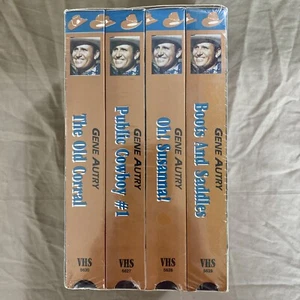 GENE AUTRY
The Old Corral
VHS
GENE AUTRY
Public Cowboy #1
VHS
GENE AUTRY
Oh! Susanna!
VHS
GENE AUTRY
Boots And Saddles
VHS